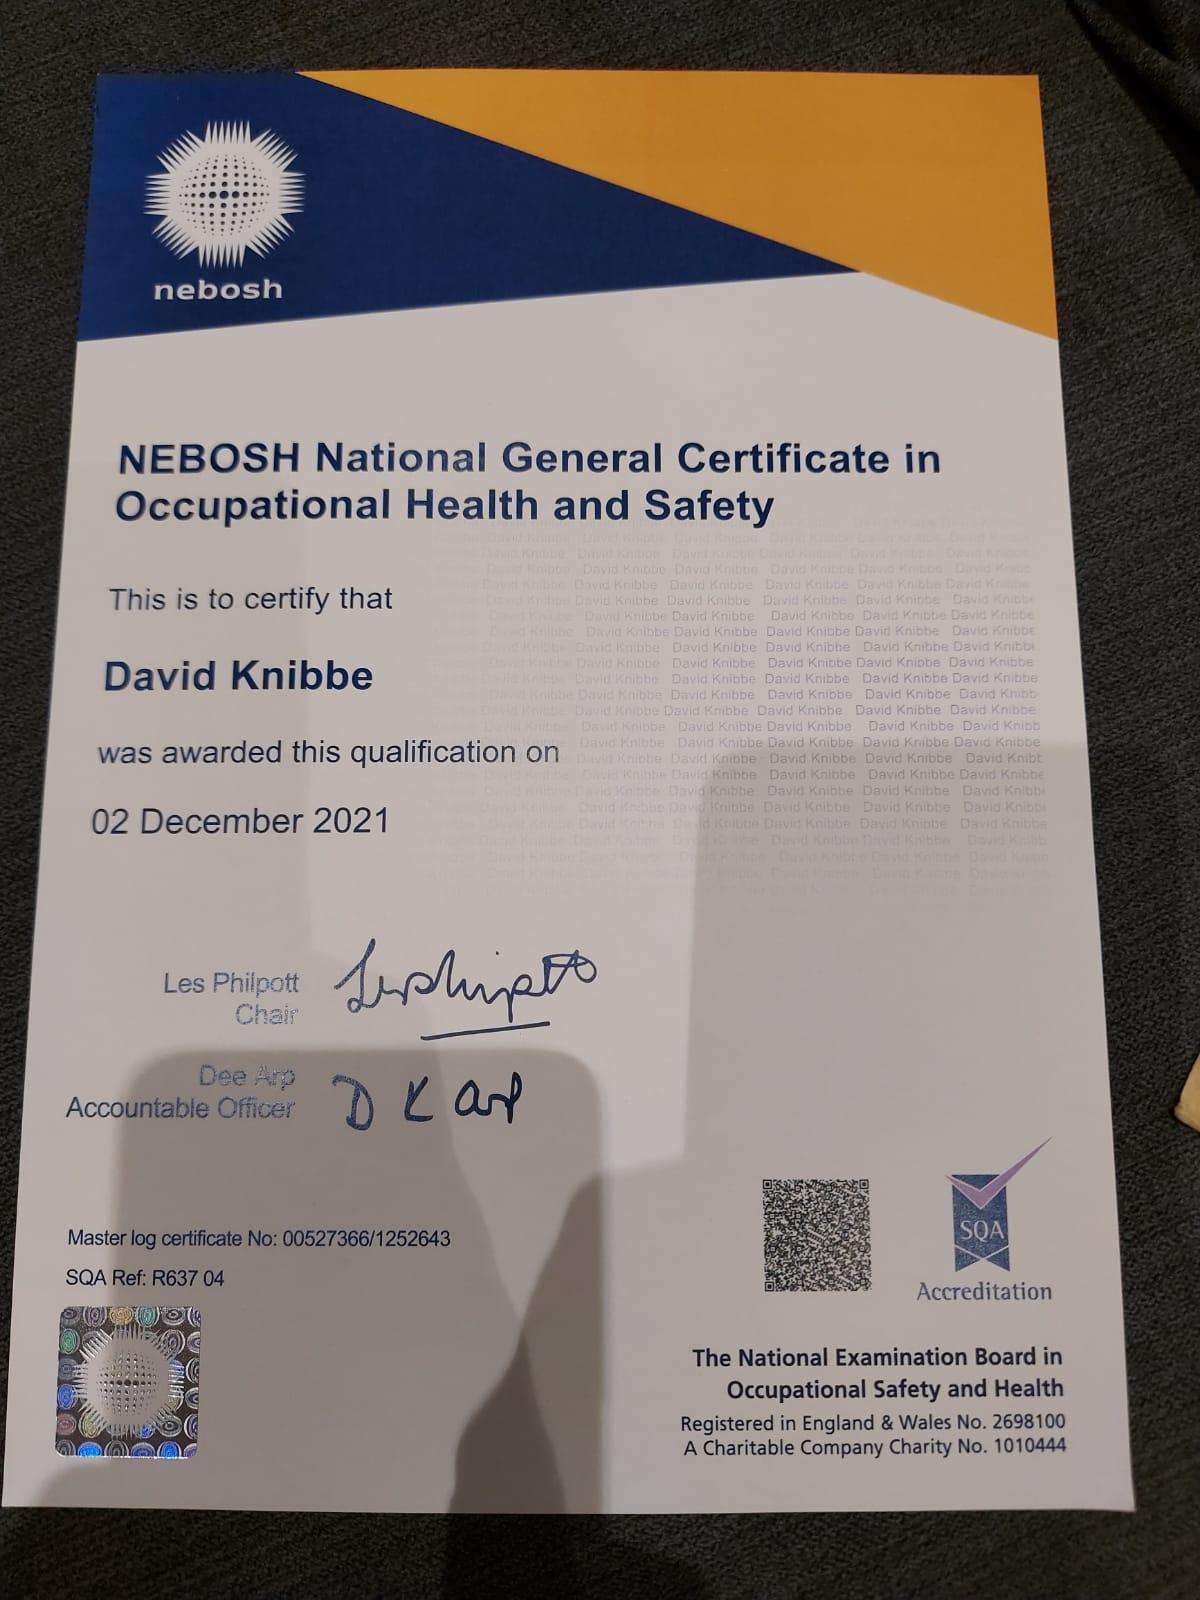 nebosh
NEBOSH National General Certificate in
Occupational Health and Safety
This is to certify that
David Knibbe
was awarded this qualification on
02 December 2021
Les Philpott
Chair
Dee Arp
Accountable Officer
D K Arp
Master log certificate No: 00527366/1252643
SQA Ref: R637 04
SQA
Accreditation
The National Examination Board in
Occupational Safety and Health
Registered in England & Wales No. 2698100
A Charitable Company Charity No. 1010444